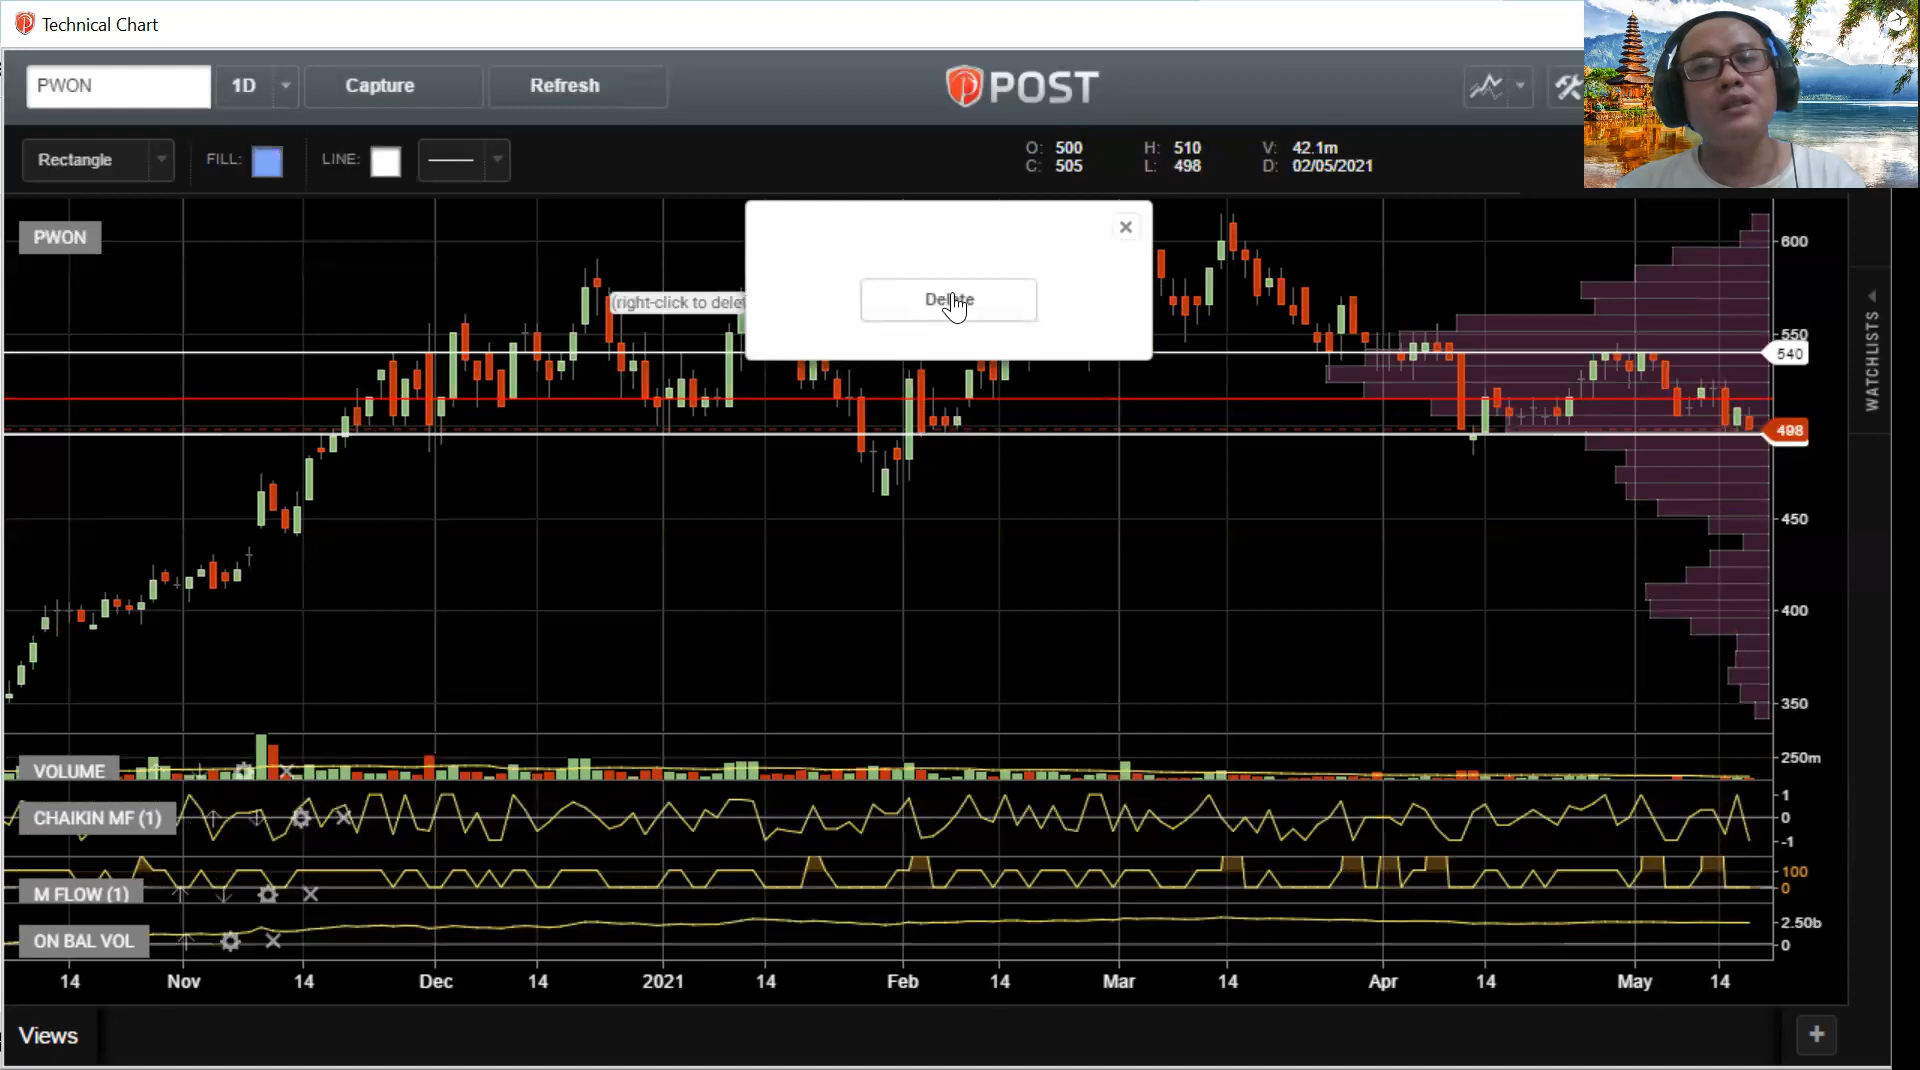 Technical Chart
PWON 1D Capture Refresh POST
Rectangle FILL: LINE:
O: 500 H: 510 V: 42.1m
C: 505 L: 498 D: 02/05/2021
PWON
(right-click to delet
Delete
600
550
540
498
450
400
350
WATCHLISTS
VOLUME
250m
CHAIKIN MF (1)
1
0
-1
M FLOW (1)
100
0
ON BAL VOL
2.50b
0
14 Nov 14 Dec 14 2021 14 Feb 14 Mar 14 Apr 14 May 14
Views